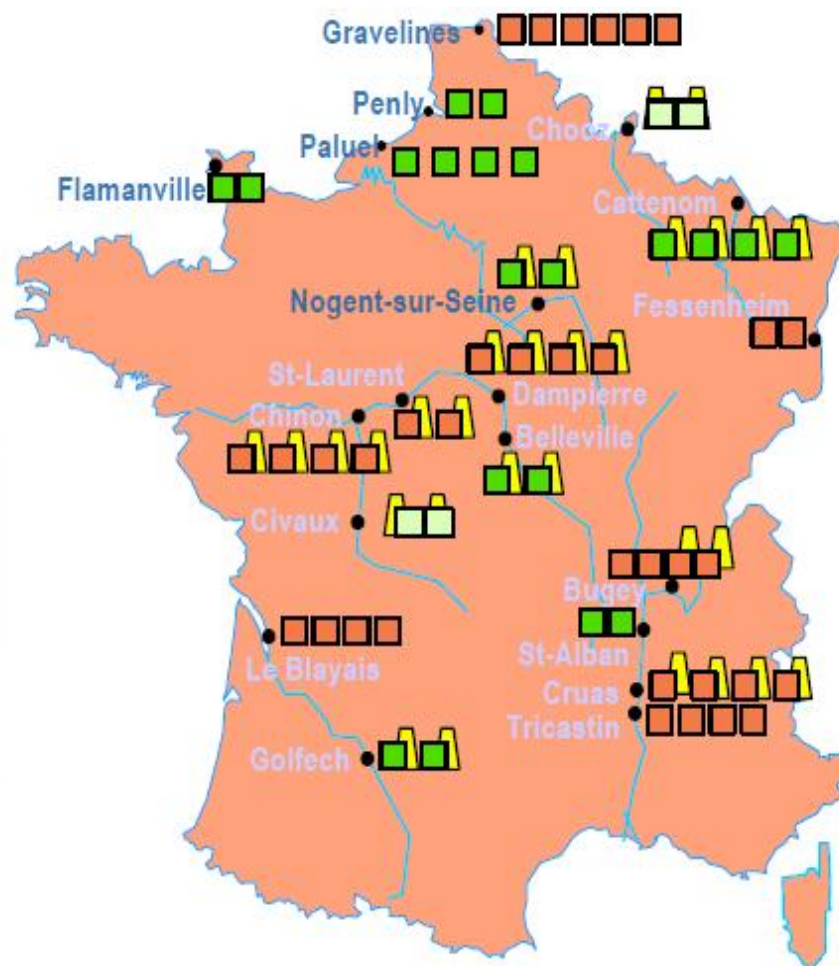 Gravelines
Penly
Chooz
Paluel
Flamanville
Cattenom
Nogent-sur-Seine
Fessenheim
St-Laurent
Dampierre
Chinon
Belleville
Civaux
Bugey
St-Alban
Le Blayais
Cruas
Tricastin
Golfech